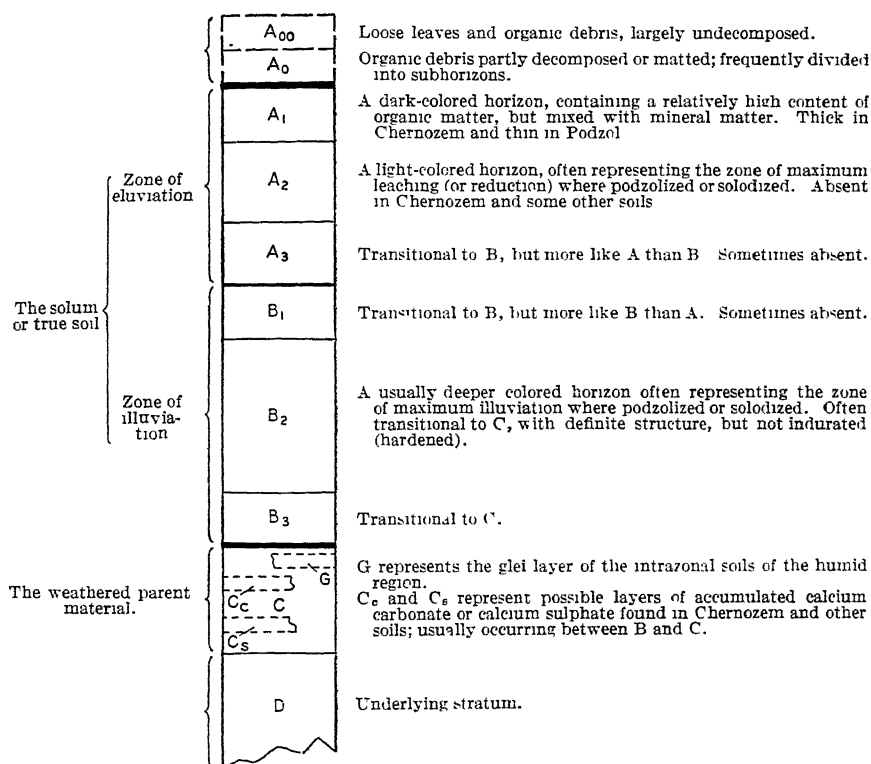 A00
Loose leaves and organic debris, largely undecomposed.
A0
Organic debris partly decomposed or matted; frequently divided
into subhorizons.
A1
A dark-colored horizon, containing a relatively high content of
organic matter, but mixed with mineral matter. Thick in
Chernozem and thin in Podzol
Zone of
eluviation
A2
A light-colored horizon, often representing the zone of maximum
leaching (or reduction) where podzolized or solodized. Absent
in Chernozem and some other soils
A3
Transitional to B, but more like A than B Sometimes absent.
The solum
or true soil
B1
Transitional to B, but more like B than A. Sometimes absent.
Zone of
illuvia-
tion
B2
A usually deeper colored horizon often representing the zone
of maximum illuviation where podzolized or solodized. Often
transitional to C, with definite structure, but not indurated
(hardened).
B3
Transitional to C.
The weathered parent
material.
G
Cc
C
Cs
G represents the glei layer of the intrazonal soils of the humid
region.
Cc and Cs represent possible layers of accumulated calcium
carbonate or calcium sulphate found in Chernozem and other
soils; usually occurring between B and C.
D
Underlying stratum.